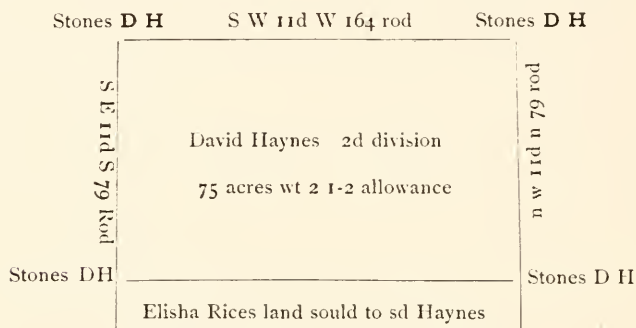 Stones D H S W 11d W 164 rod Stones D H
S E 11d S 79 Rod
n w 11d n 79 rod
David Haynes 2d division
75 acres wt 2 1-2 allowance
Stones DH Stones D H
Elisha Rices land sould to sd Haynes